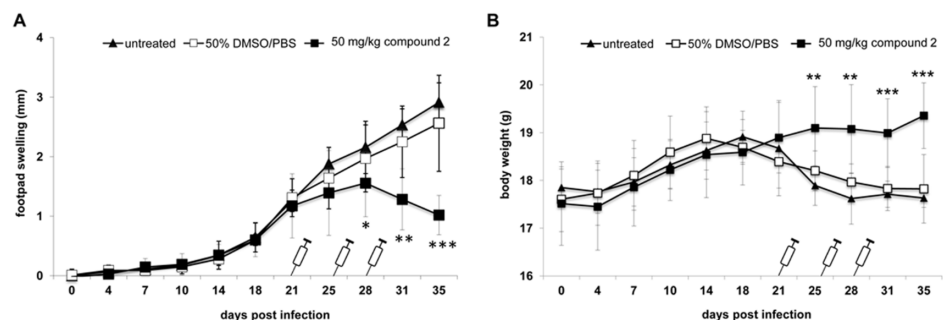 A
untreated 50% DMSO/PBS 50 mg/kg compound 2
footpad swelling (mm)
4
3
2
1
0
* ** ***
0 4 7 10 14 18 21 25 28 31 35
days post infection
B
untreated 50% DMSO/PBS 50 mg/kg compound 2
body weight (g)
21
20
19
18
17
16
** ** *** ***
0 4 7 10 14 18 21 25 28 31 35
days post infection